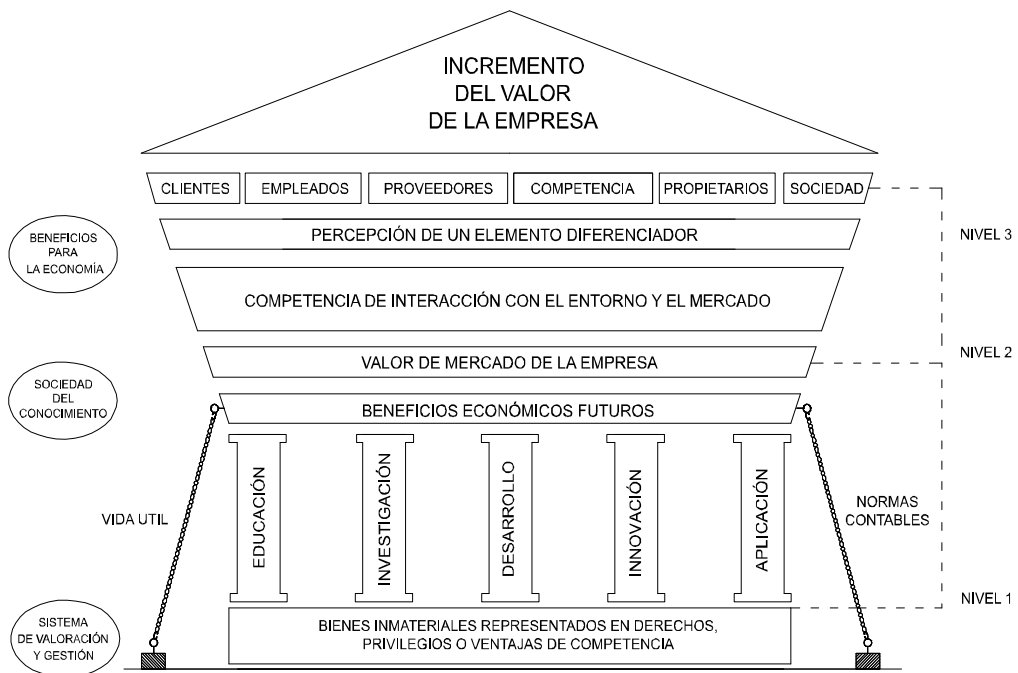 INCREMENTO
DEL VALOR
DE LA EMPRESA
CLIENTES
EMPLEADOS
PROVEEDORES
COMPETENCIA
PROPIETARIOS
SOCIEDAD
PERCEPCIÓN DE UN ELEMENTO DIFERENCIADOR
NIVEL 3
BENEFICIOS
PARA
LA ECONOMÍA
COMPETENCIA DE INTERACCIÓN CON EL ENTORNO Y EL MERCADO
VALOR DE MERCADO DE LA EMPRESA
NIVEL 2
SOCIEDAD
DEL
CONOCIMIENTO
BENEFICIOS ECONÓMICOS FUTUROS
VIDA UTIL
EDUCACIÓN
INVESTIGACIÓN
DESARROLLO
INNOVACIÓN
APLICACIÓN
NORMAS
CONTABLES
NIVEL 1
SISTEMA
DE VALORACIÓN
Y GESTIÓN
BIENES INMATERIALES REPRESENTADOS EN DERECHOS,
PRIVILEGIOS O VENTAJAS DE COMPETENCIA